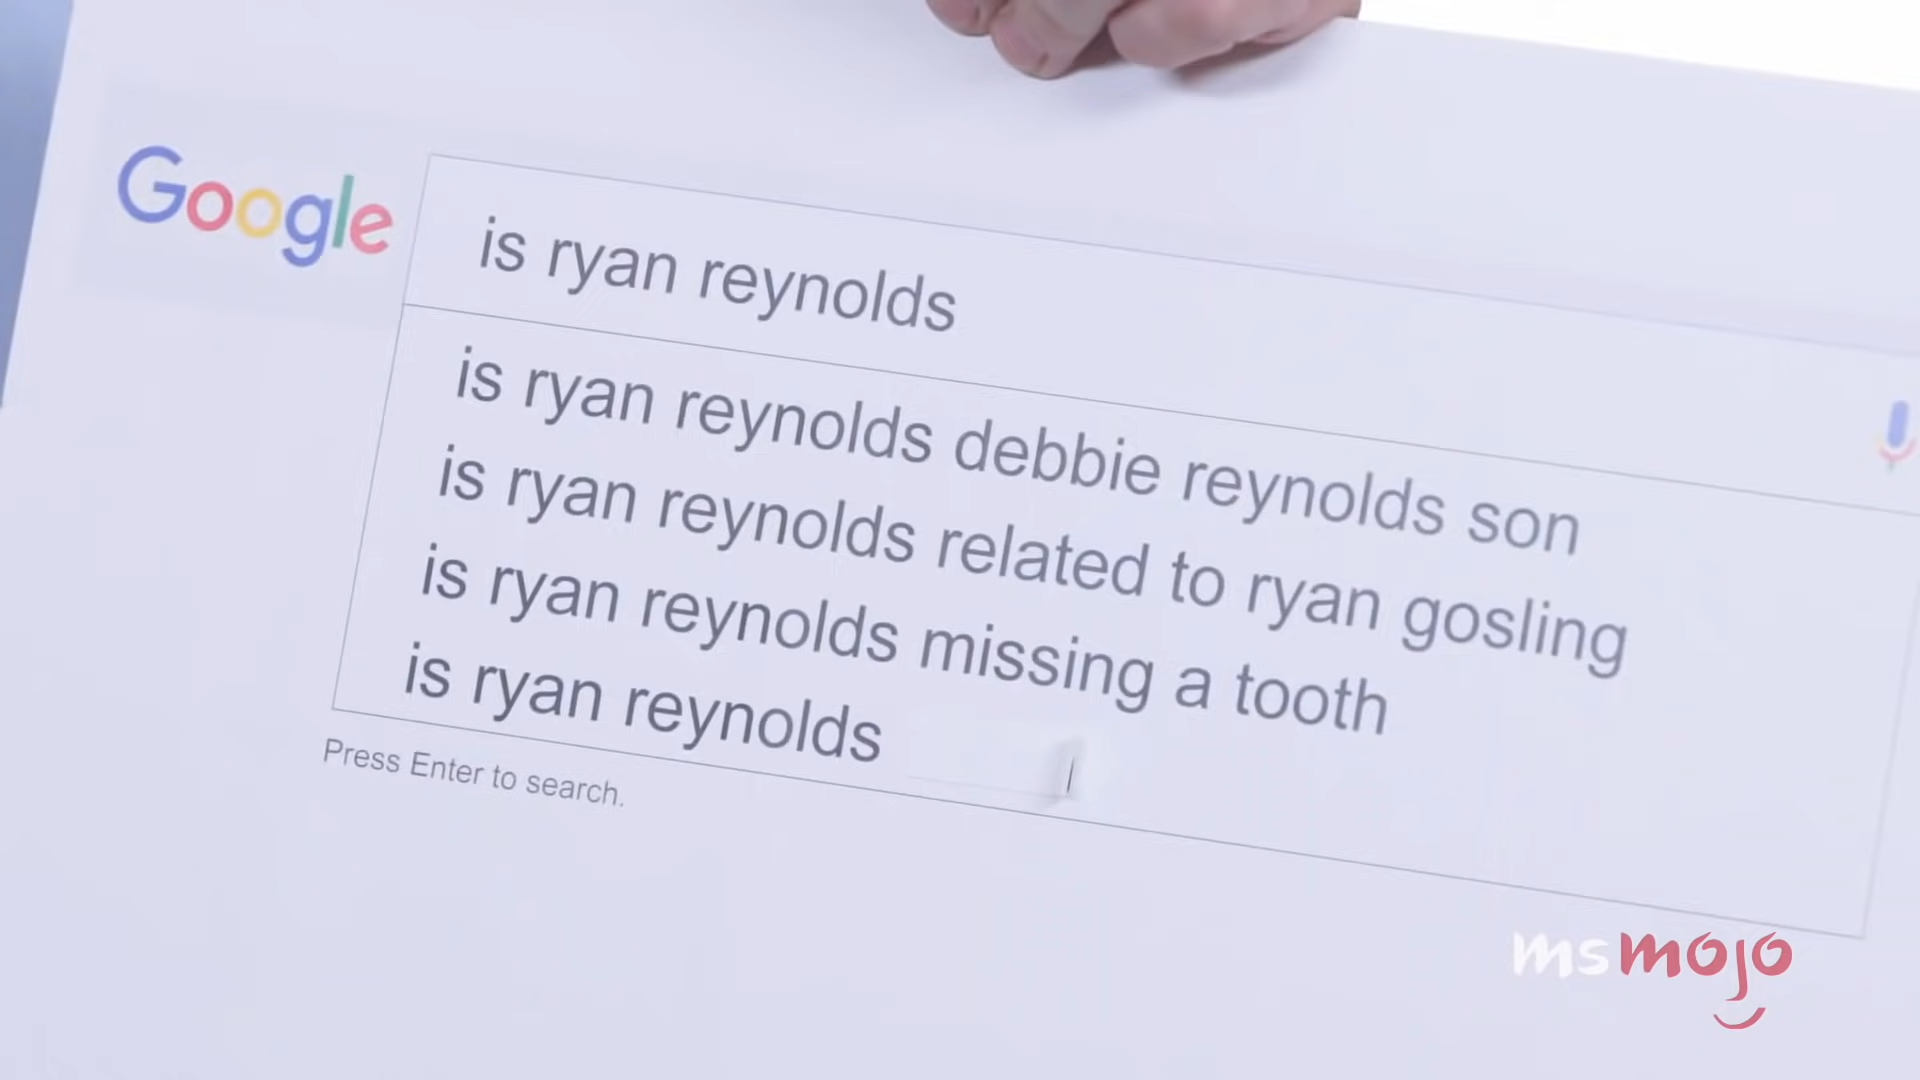 Google
is ryan reynolds
is ryan reynolds debbie reynolds son
is ryan reynolds related to ryan gosling
is ryan reynolds missing a tooth
is ryan reynolds
Press Enter to search.
msmojo